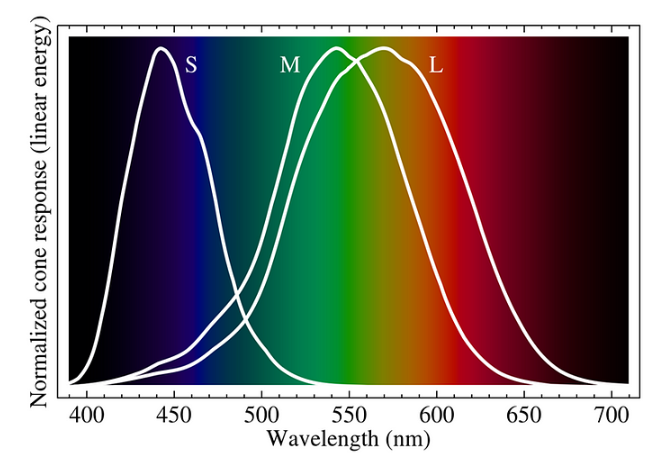 Normalized cone response (linear energy)
S M L
400 450 500 550 600 650 700
Wavelength (nm)